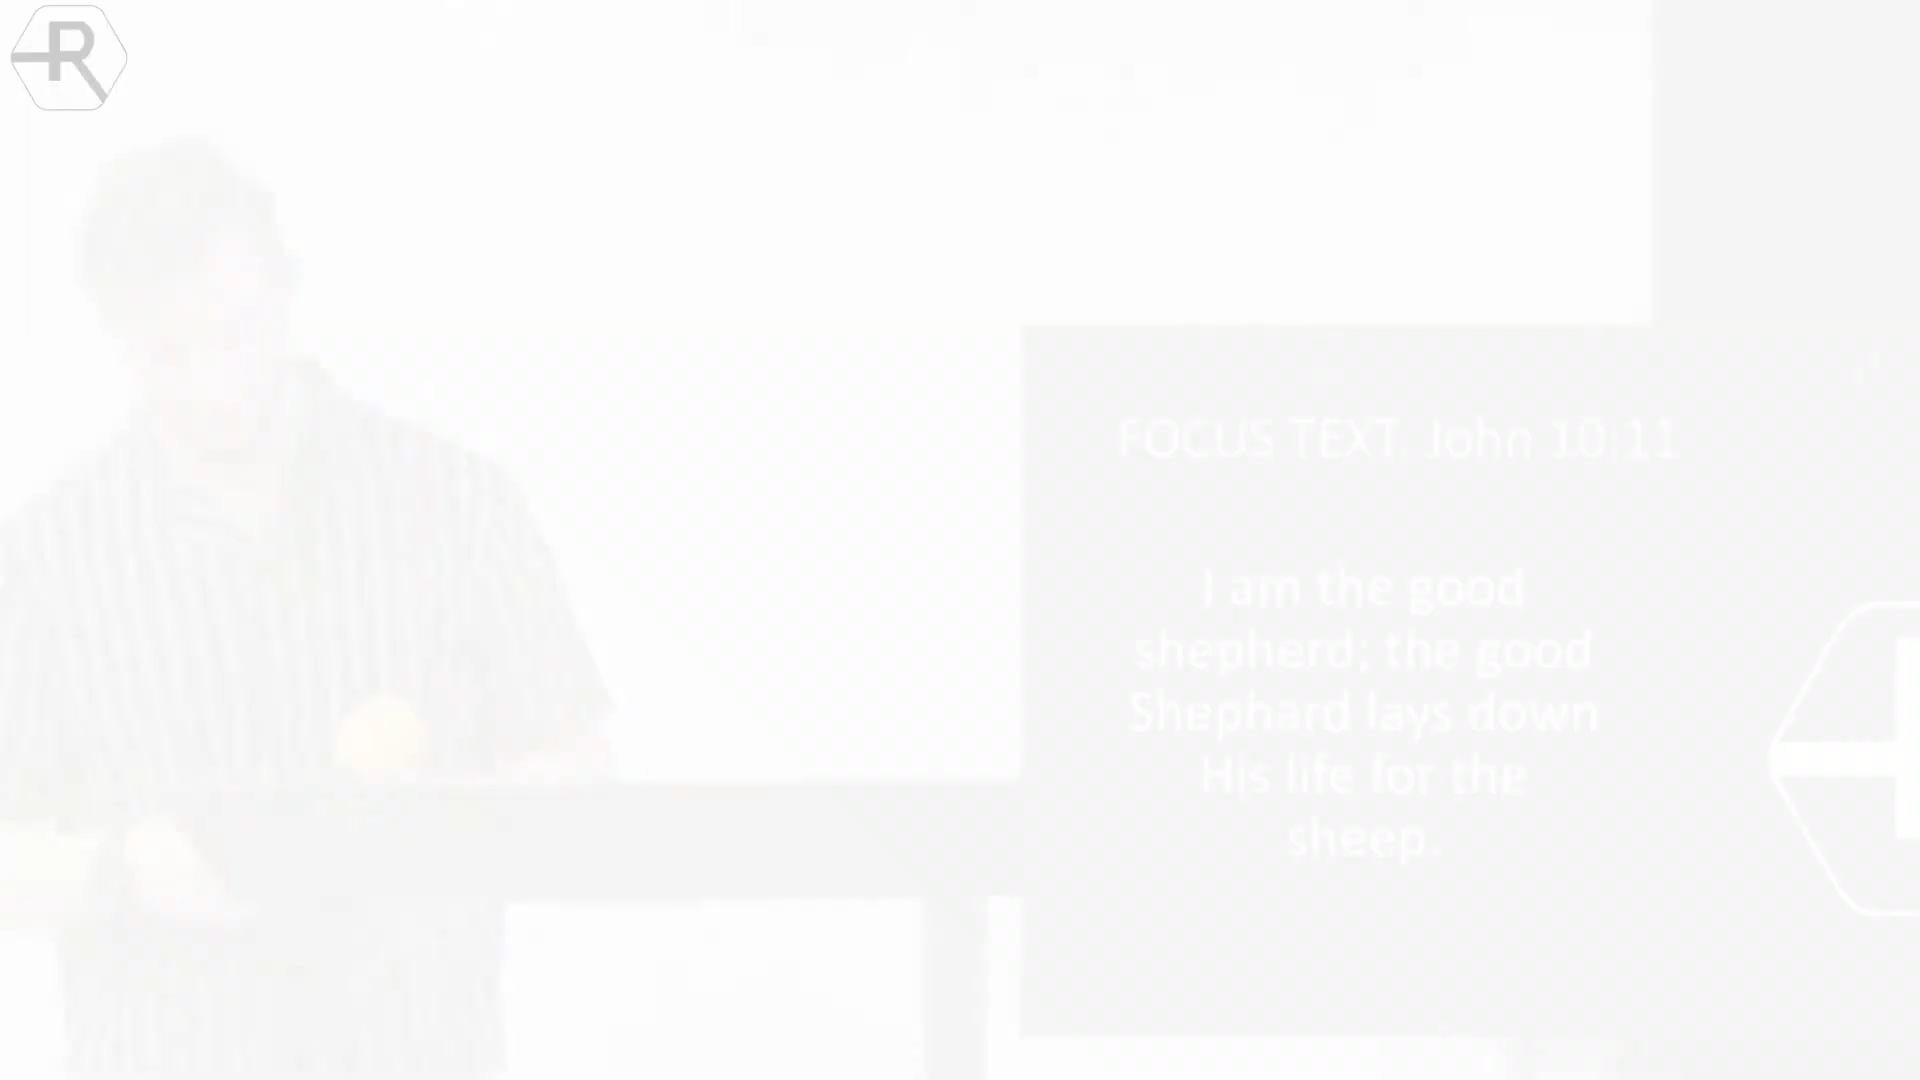 R
FOCUS TEXT: John 10:11
I am the good
shepherd; the good
Shephard lays down
His life for the
sheep.